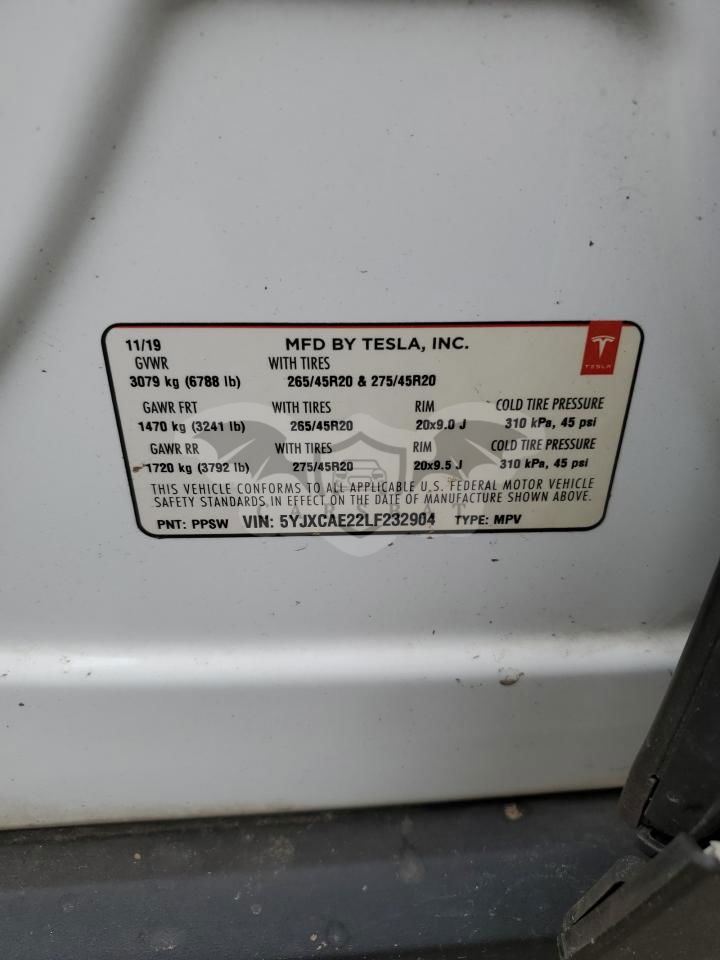 11/19 MFD BY TESLA, INC.
GVWR WITH TIRES
3079 kg (6788 lb) 265/45R20 & 275/45R20
TESLA
GAWR FRT WITH TIRES RIM COLD TIRE PRESSURE
1470 kg (3241 lb) 265/45R20 20x9.0 J 310 kPa, 45 psi
GAWR RR WITH TIRES RIM COLD TIRE PRESSURE
1720 kg (3792 lb) 275/45R20 20x9.5 J 310 kPa, 45 psi
THIS VEHICLE CONFORMS TO ALL APPLICABLE U.S. FEDERAL MOTOR VEHICLE
SAFETY STANDARDS IN EFFECT ON THE DATE OF MANUFACTURE SHOWN ABOVE.
PNT: PPSW VIN: 5YJXCAE22LF232904 TYPE: MPV